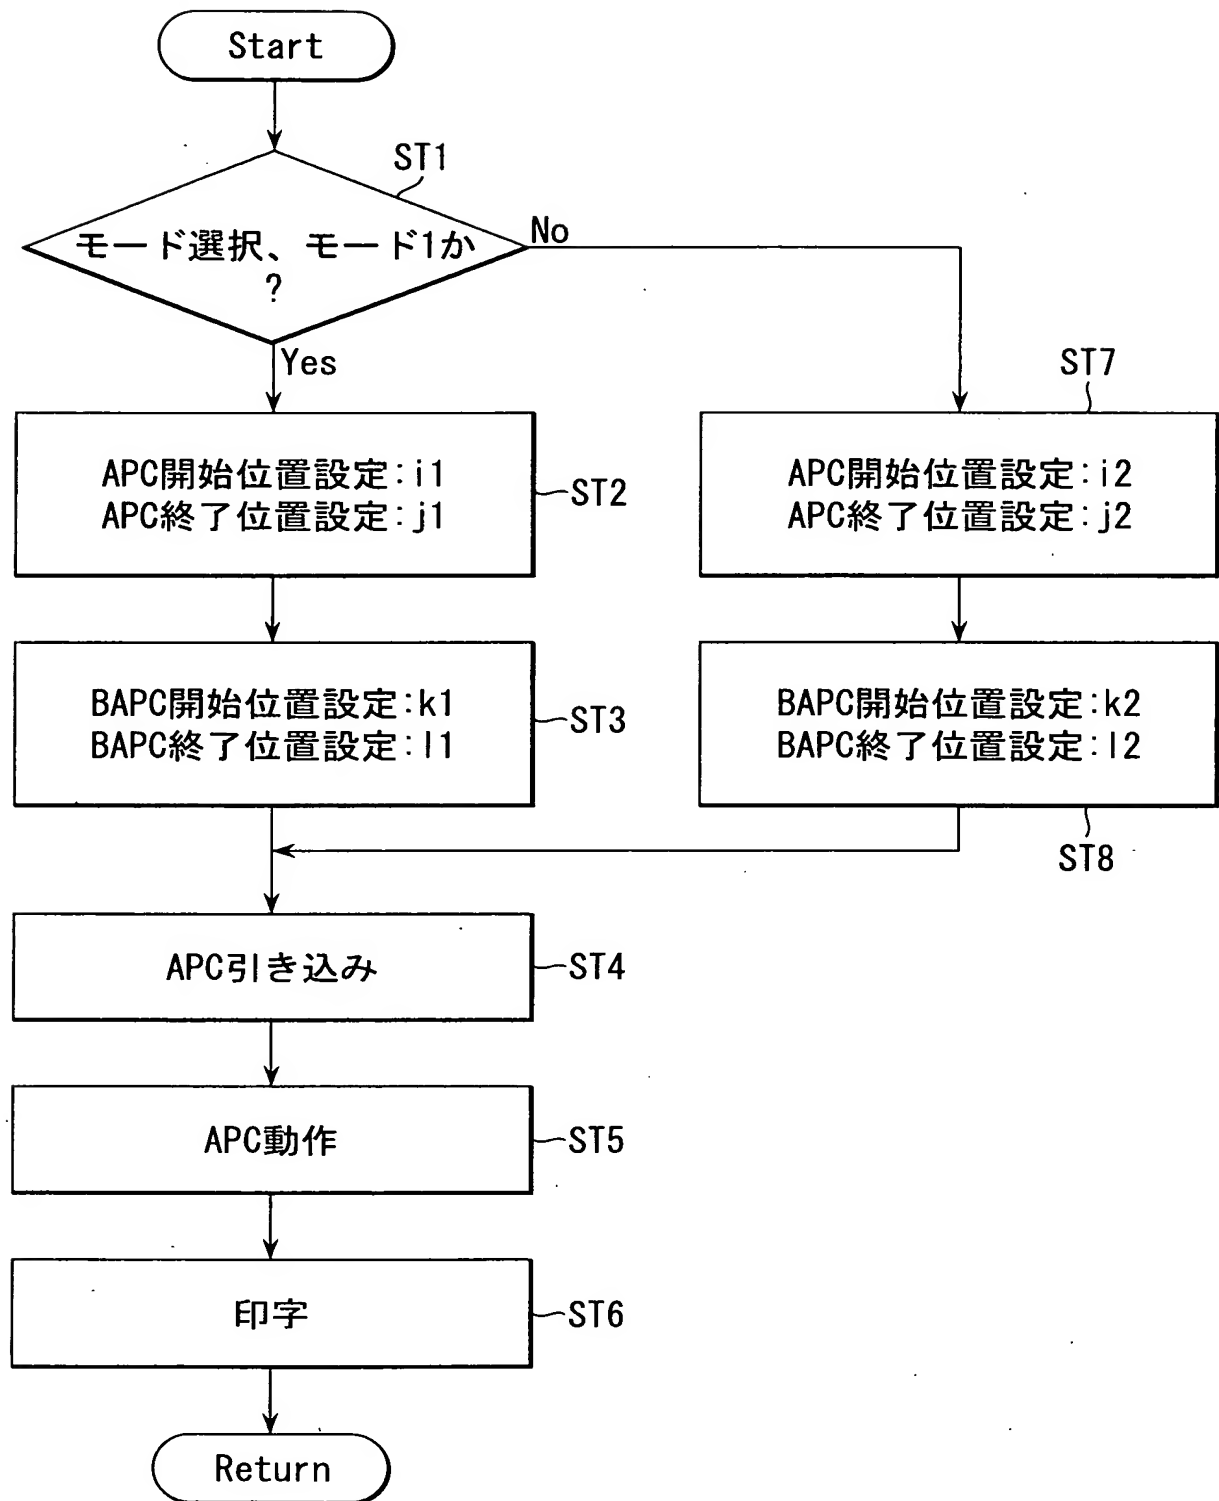 Start
ST1
モード選択、モード1か
?
No
Yes
ST7
APC開始位置設定:i1
APC終了位置設定:j1
ST2
APC開始位置設定:i2
APC終了位置設定:j2
BAPC開始位置設定:k1
BAPC終了位置設定:l1
ST3
BAPC開始位置設定:k2
BAPC終了位置設定:l2
ST8
APC引き込み
ST4
APC動作
ST5
印字
ST6
Return